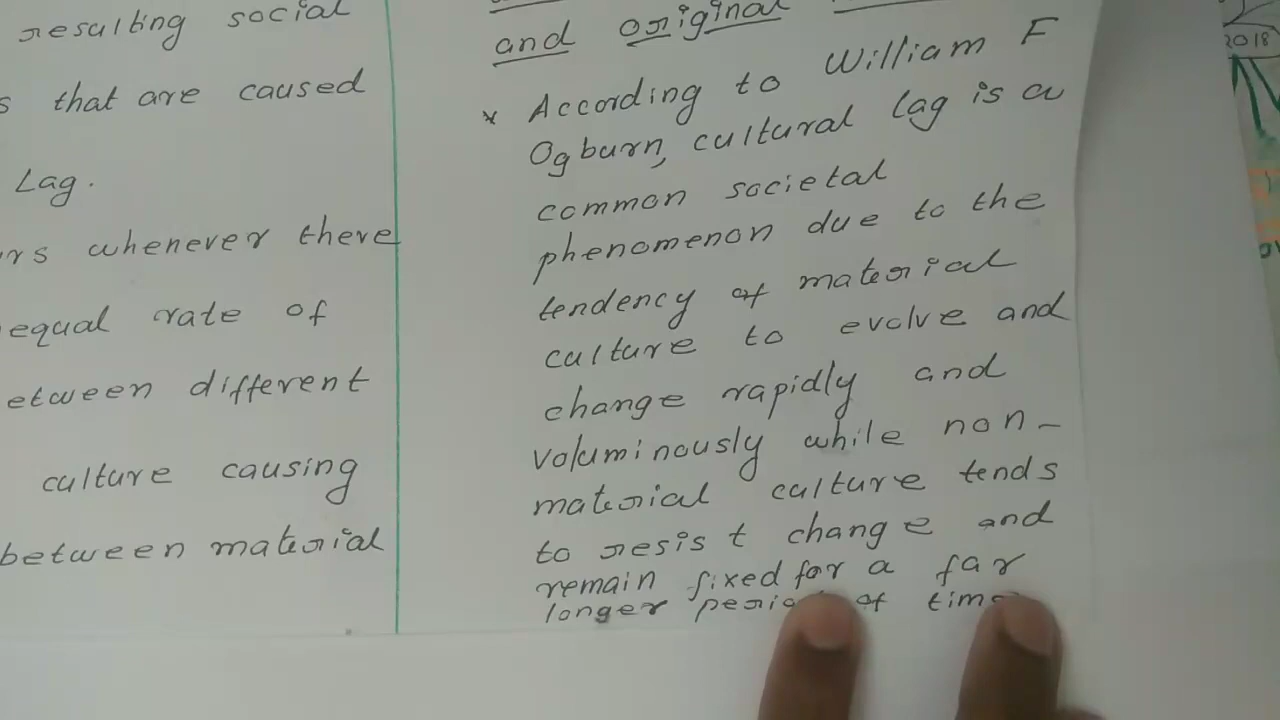 resulting social
s that are caused
Lag.
rs whenever there
equal rate of
etween different
culture causing
between material
and original
* According to William F
Ogburn, cultural lag is a
common societal
phenomenon due to the
tendency of material
culture to evolve and
change rapidly and
voluminously while non-
material culture tends
to resist change and
remain fixed for a far
longer period of time
2018